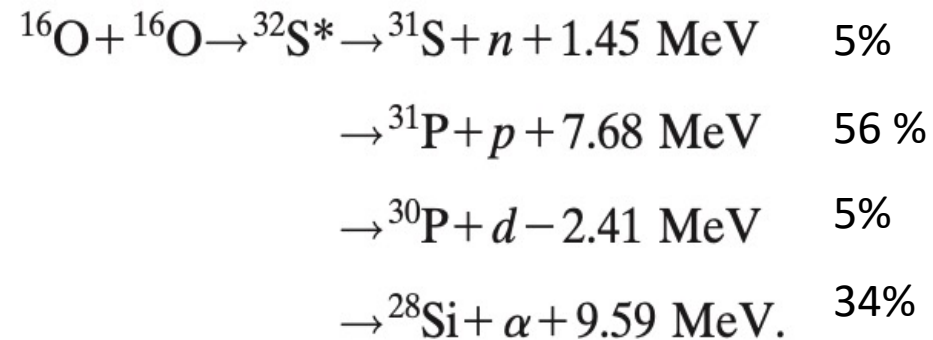 ¹⁶O+¹⁶O→³²S*→³¹S+n+1.45 MeV 5%
→³¹P+p+7.68 MeV 56 %
→³⁰P+d−2.41 MeV 5%
→²⁸Si+α+9.59 MeV. 34%